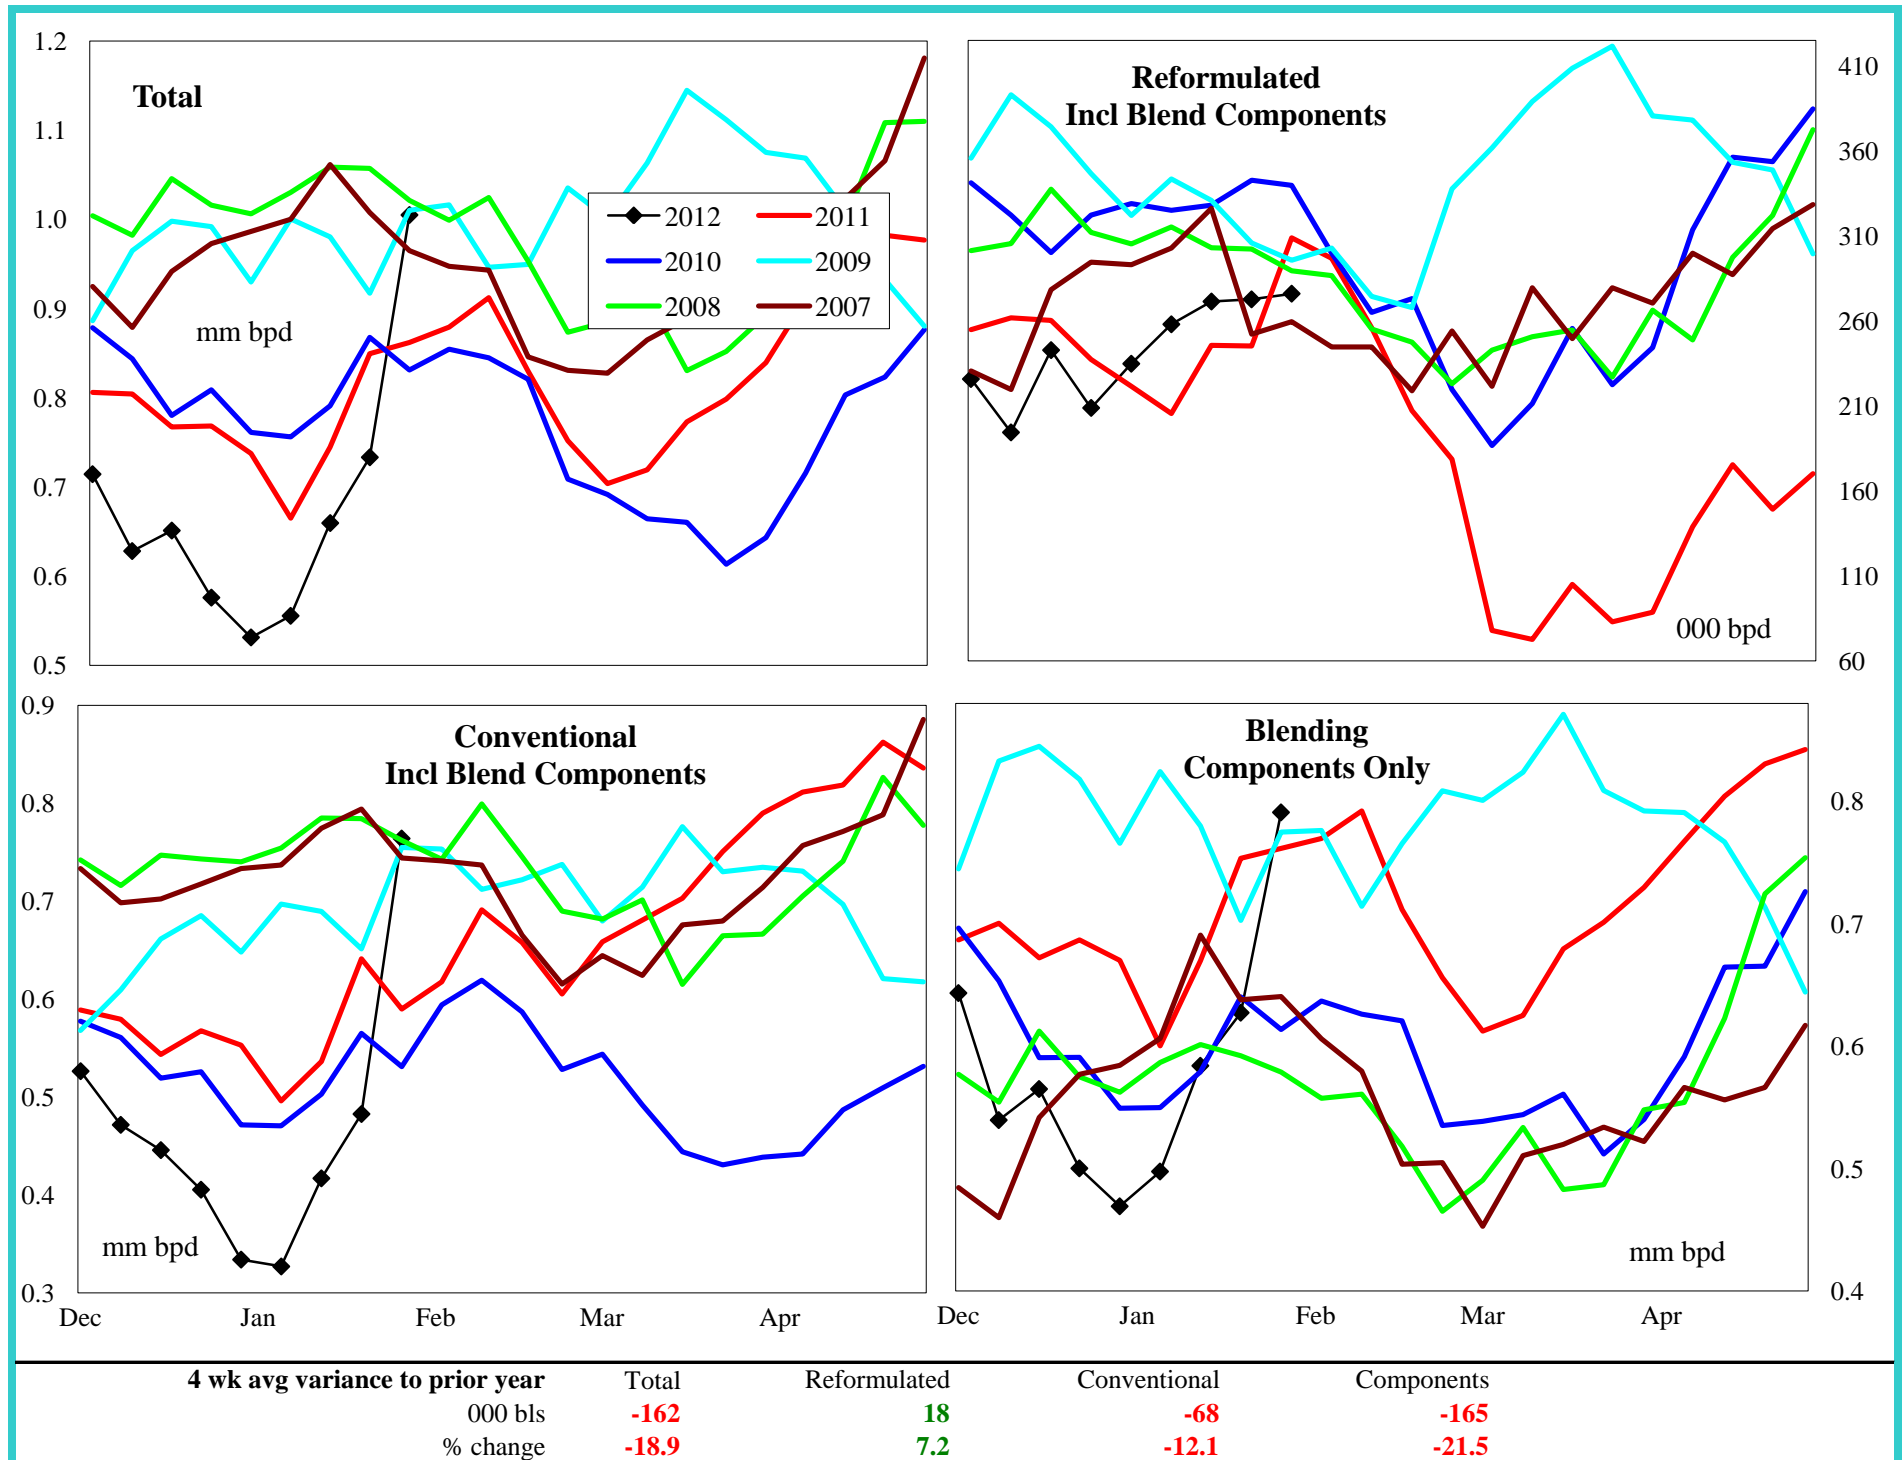 Total
1.2
1.1
1.0
0.9
0.8
0.7
0.6
0.5
mm bpd
2012 2011
2010 2009
2008 2007
Reformulated
Incl Blend Components
410
360
310
260
210
160
110
60
000 bpd
Conventional
Incl Blend Components
0.9
0.8
0.7
0.6
0.5
0.4
0.3
mm bpd
Dec Jan Feb Mar Apr
Blending
Components Only
0.8
0.7
0.6
0.5
0.4
mm bpd
Dec Jan Feb Mar Apr
4 wk avg variance to prior year Total Reformulated Conventional Components
000 bls -162 18 -68 -165
% change -18.9 7.2 -12.1 -21.5